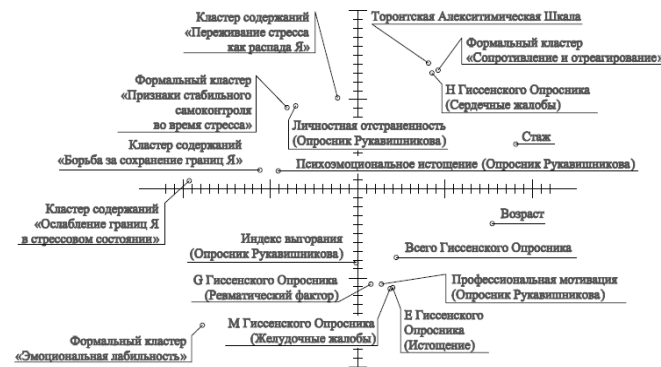 Кластер содержаний
«Переживание стресса
как распада Я»
Торонтская Алекситимическая Шкала
Формальный кластер
«Сопротивление и отреагирование»
Н Гиссенского Опросника
(Сердечные жалобы)
Формальный кластер
«Признаки стабильного
самоконтроля
во время стресса»
Личностная отстраненность
(Опросник Рукавишникова)
Стаж
Кластер содержаний
«Борьба за сохранение границ Я»
Психоэмоциональное истощение (Опросник Рукавишникова)
Кластер содержаний
«Ослабление границ Я
в стрессовом состоянии»
Возраст
Индекс выгорания
(Опросник Рукавишникова)
Всего Гиссенского Опросника
G Гиссенского Опросника
(Ревматический фактор)
Профессиональная мотивация
(Опросник Рукавишникова)
М Гиссенского Опросника
(Желудочные жалобы)
Е Гиссенского
Опросника
(Истощение)
Формальный кластер
«Эмоциональная лабильность»